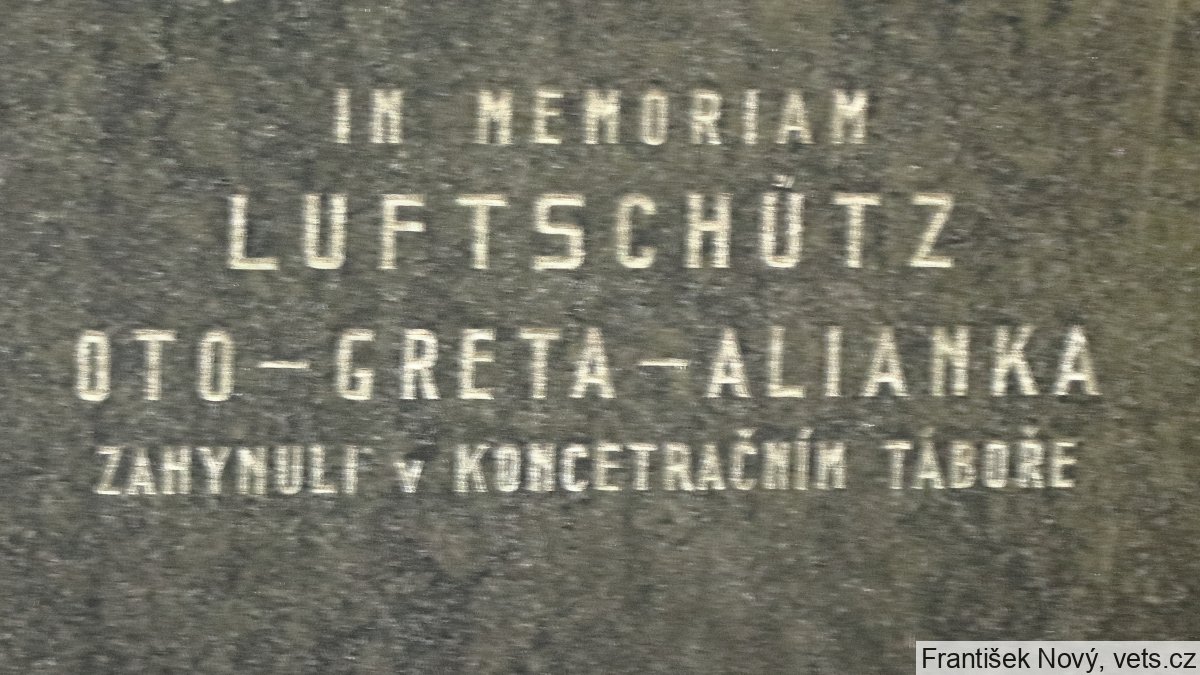 IN MEMORIAM
LUFTSCHÜTZ
OTO-GRETA-ALIANKA
ZAHYNULI v KONCETRAČNÍM TÁBOŘE
František Nový, vets.cz